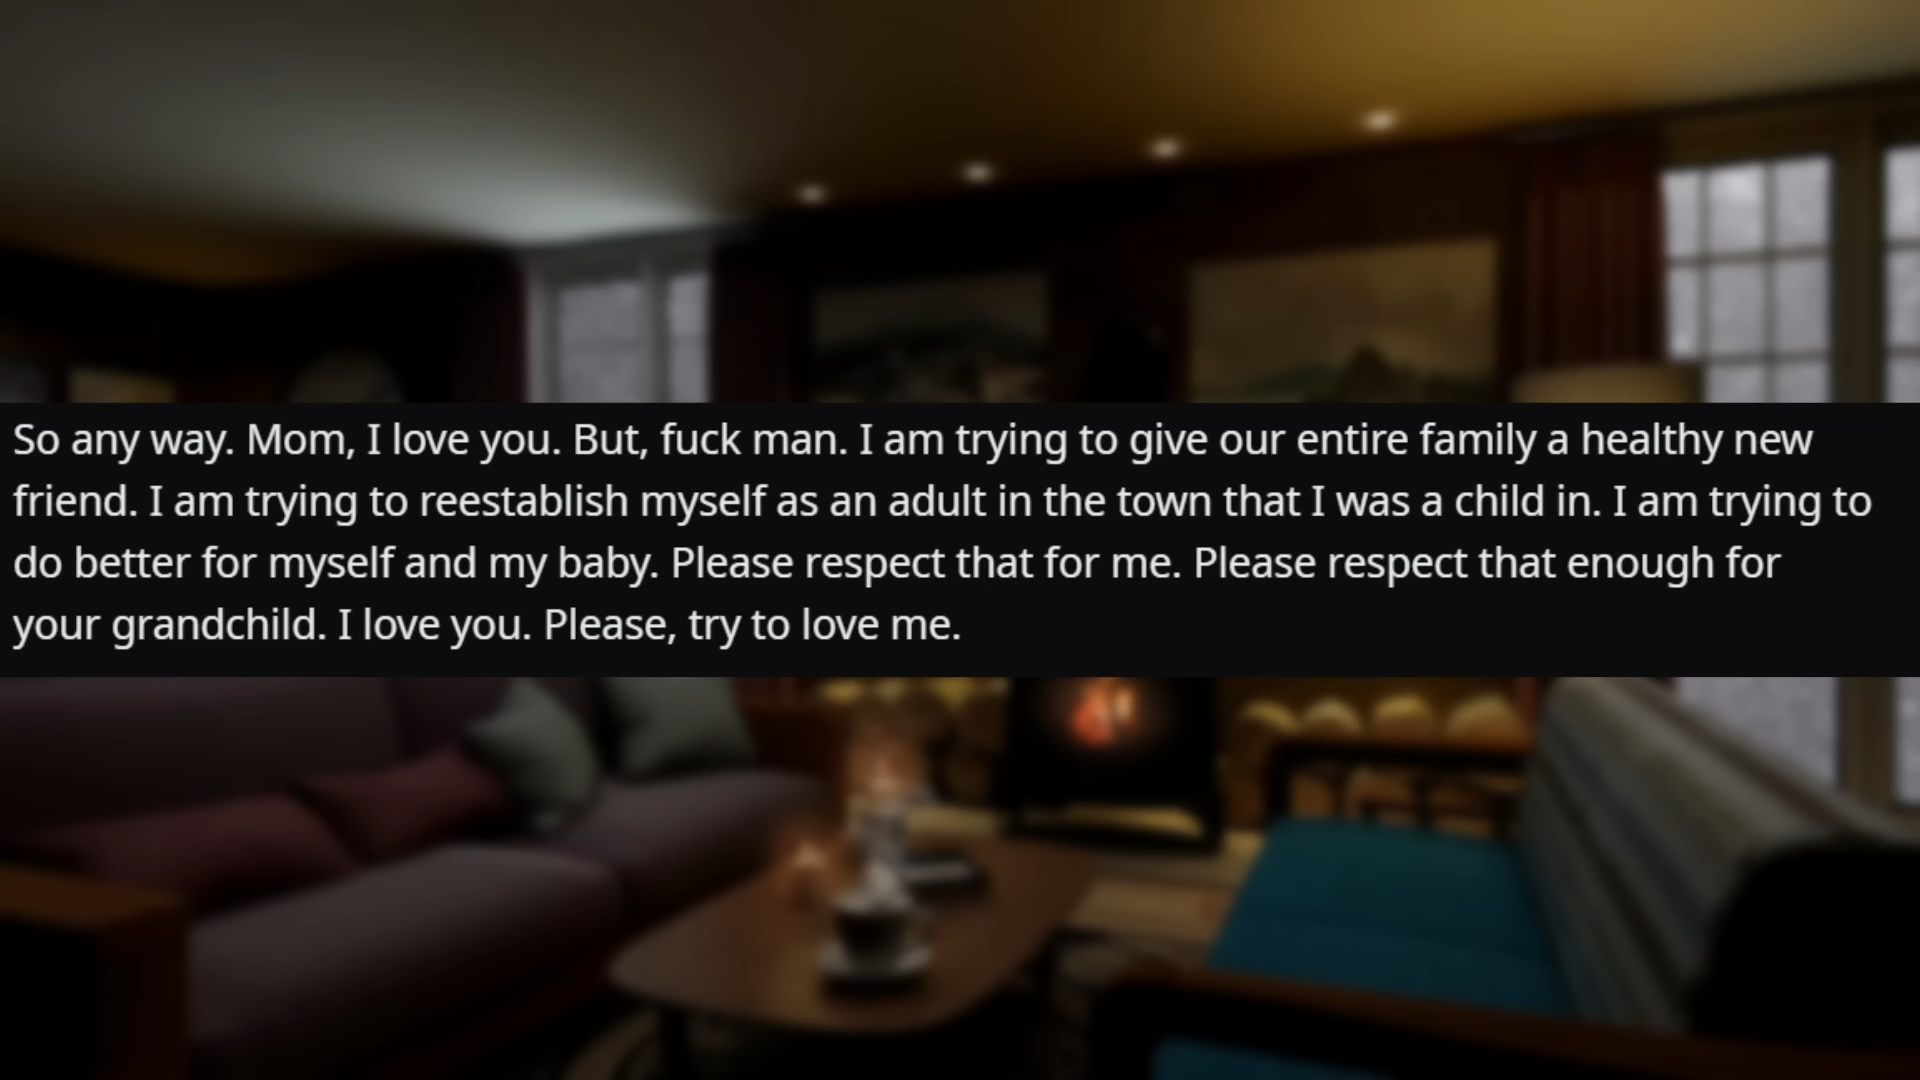 So any way. Mom, I love you. But, fuck man. I am trying to give our entire family a healthy new
friend. I am trying to reestablish myself as an adult in the town that I was a child in. I am trying to
do better for myself and my baby. Please respect that for me. Please respect that enough for
your grandchild. I love you. Please, try to love me.